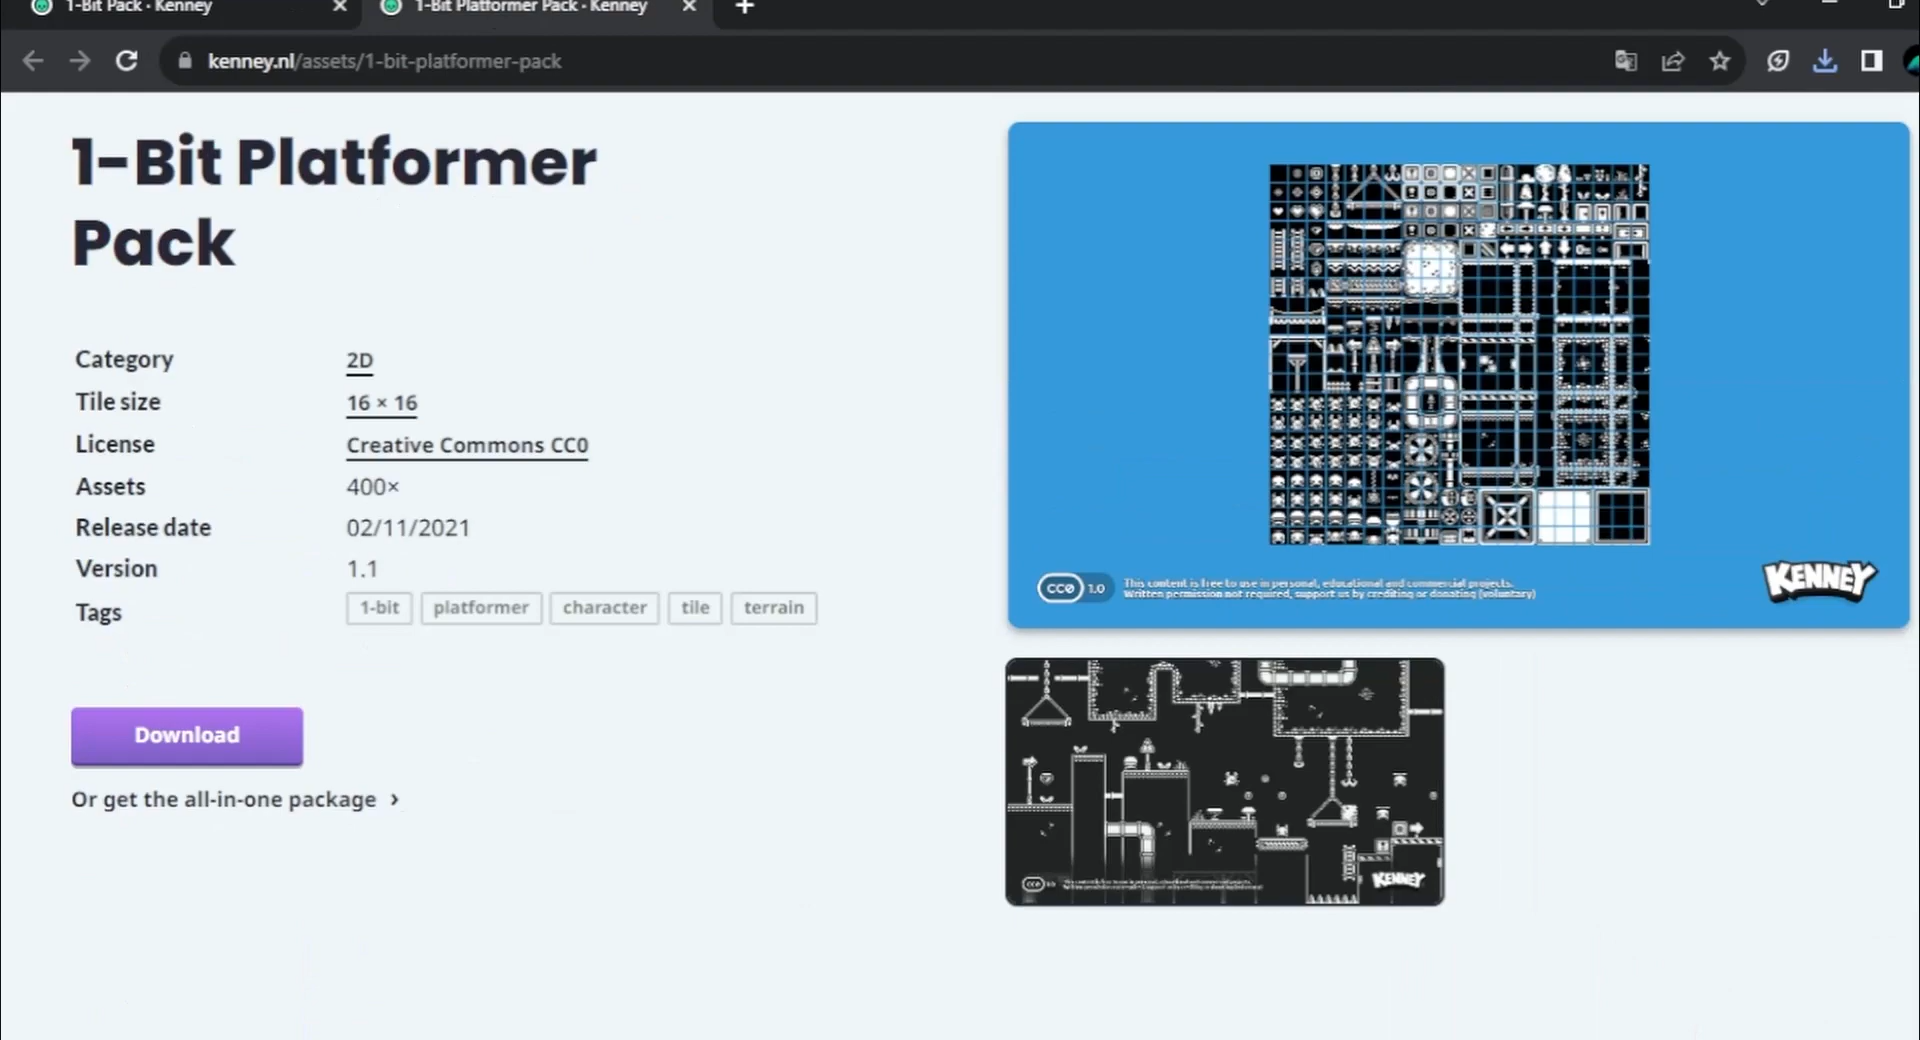 1-Bit Pack · Kenney
1-Bit Platformer Pack · Kenney
kenney.nl/assets/1-bit-platformer-pack
1-Bit Platformer
Pack
Category 2D
Tile size 16 × 16
License Creative Commons CC0
Assets 400×
Release date 02/11/2021
Version 1.1
Tags 1-bit platformer character tile terrain
Download
Or get the all-in-one package ›
CC0 1.0
This content is free to use in personal, educational and commercial projects.
Written permission not required, support us by crediting or donating (voluntary)
KENNEY
KENNEY